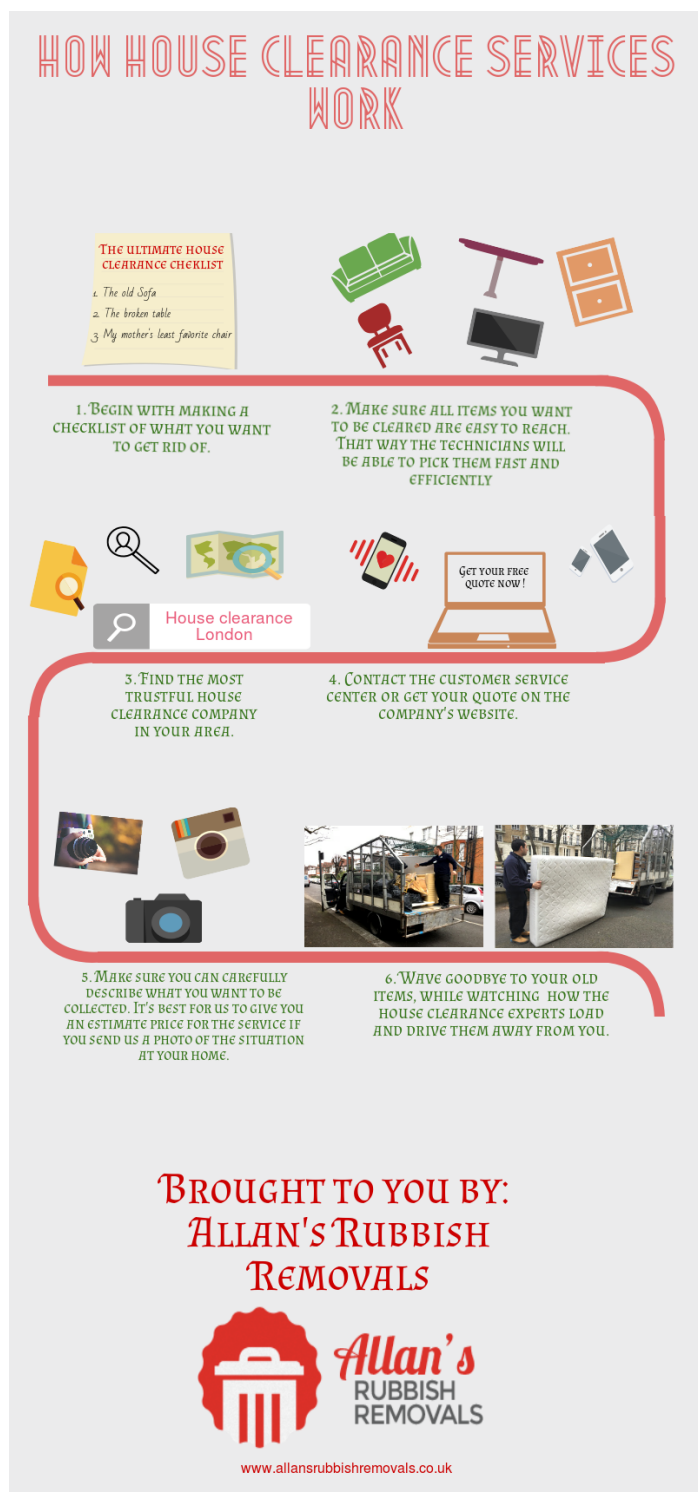 HOW HOUSE CLEARANCE SERVICES
WORK
THE ULTIMATE HOUSE
CLEARANCE CHEKLIST
1. The old Sofa
2. The broken table
3. My mother's least favorite chair
1. BEGIN WITH MAKING A
CHECKLIST OF WHAT YOU WANT
TO GET RID OF.
2. MAKE SURE ALL ITEMS YOU WANT
TO BE CLEARED ARE EASY TO REACH.
THAT WAY THE TECHNICIANS WILL
BE ABLE TO PICK THEM FAST AND
EFFICIENTLY
House clearance
London
GET YOUR FREE
QUOTE NOW !
3. FIND THE MOST
TRUSTFUL HOUSE
CLEARANCE COMPANY
IN YOUR AREA.
4. CONTACT THE CUSTOMER SERVICE
CENTER OR GET YOUR QUOTE ON THE
COMPANY'S WEBSITE.
5. MAKE SURE YOU CAN CAREFULLY
DESCRIBE WHAT YOU WANT TO BE
COLLECTED. IT'S BEST FOR US TO GIVE YOU
AN ESTIMATE PRICE FOR THE SERVICE IF
YOU SEND US A PHOTO OF THE SITUATION
AT YOUR HOME.
6. WAVE GOODBYE TO YOUR OLD
ITEMS, WHILE WATCHING HOW THE
HOUSE CLEARANCE EXPERTS LOAD
AND DRIVE THEM AWAY FROM YOU.
BROUGHT TO YOU BY:
ALLAN'S RUBBISH
REMOVALS
Allan's
RUBBISH
REMOVALS
www.allansrubbishremovals.co.uk